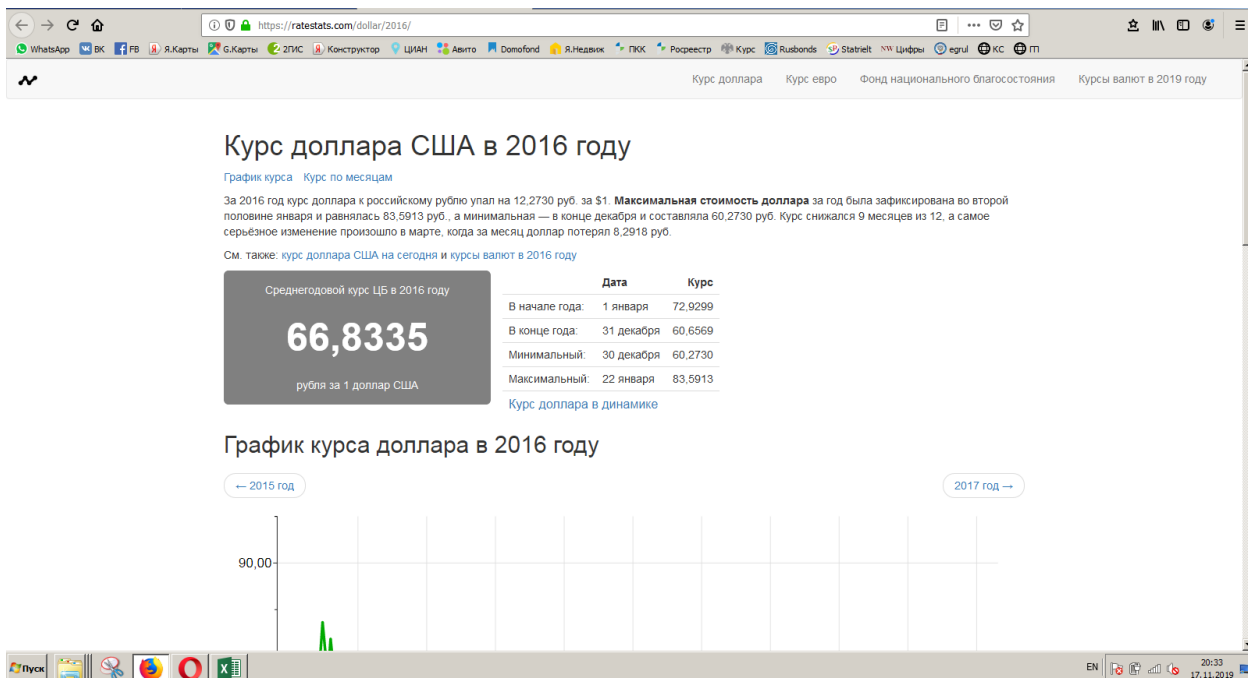 https://ratestats.com/dollar/2016/
WhatsApp ВК FB Я.Карты G.Карты 2ГИС Конструктор ЦИАН Авито Domofond Я.Недвиж ПКК Росреестр Курс Rusbonds Statrielt NW Цифры egrul КС ГП
Курс доллара Курс евро Фонд национального благосостояния Курсы валют в 2019 году
Курс доллара США в 2016 году
График курса Курс по месяцам
За 2016 год курс доллара к российскому рублю упал на 12,2730 руб. за $1. Максимальная стоимость доллара за год была зафиксирована во второй
половине января и равнялась 83,5913 руб., а минимальная — в конце декабря и составляла 60,2730 руб. Курс снижался 9 месяцев из 12, а самое
серьёзное изменение произошло в марте, когда за месяц доллар потерял 8,2918 руб.
См. также: курс доллара США на сегодня и курсы валют в 2016 году
Среднегодовой курс ЦБ в 2016 году
66,8335
рубля за 1 доллар США
Дата Курс
В начале года: 1 января 72,9299
В конце года: 31 декабря 60,6569
Минимальный: 30 декабря 60,2730
Максимальный: 22 января 83,5913
Курс доллара в динамике
График курса доллара в 2016 году
← 2015 год 2017 год →
90,00
Пуск EN 20:33
17.11.2019